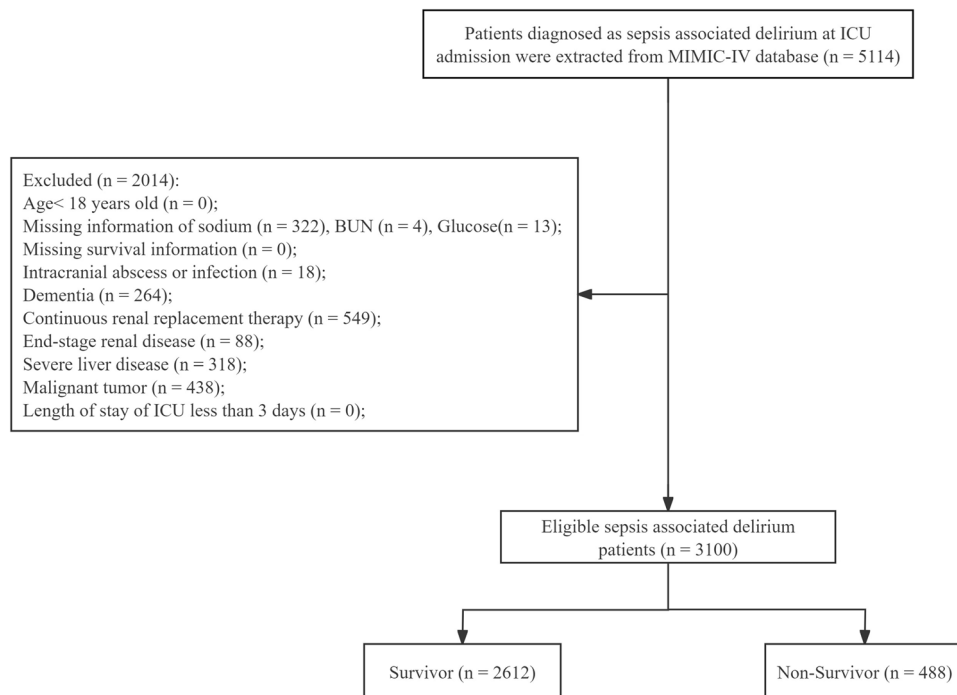 Patients diagnosed as sepsis associated delirium at ICU
admission were extracted from MIMIC-IV database (n = 5114)
Excluded (n = 2014):
Age< 18 years old (n = 0);
Missing information of sodium (n = 322), BUN (n = 4), Glucose(n = 13);
Missing survival information (n = 0);
Intracranial abscess or infection (n = 18);
Dementia (n = 264);
Continuous renal replacement therapy (n = 549);
End-stage renal disease (n = 88);
Severe liver disease (n = 318);
Malignant tumor (n = 438);
Length of stay of ICU less than 3 days (n = 0);
Eligible sepsis associated delirium
patients (n = 3100)
Survivor (n = 2612)
Non-Survivor (n = 488)